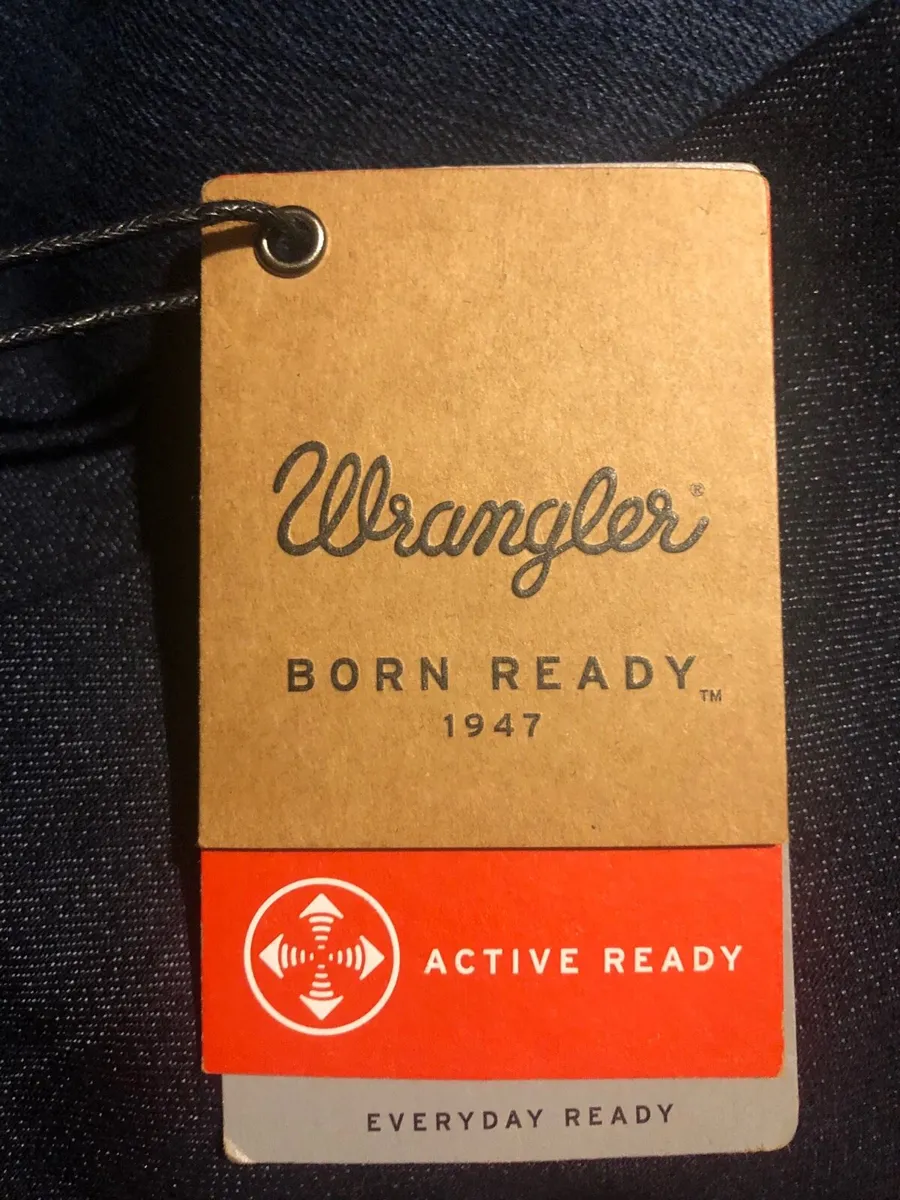 Wrangler®
BORN READY™
1947
ACTIVE READY
EVERYDAY READY